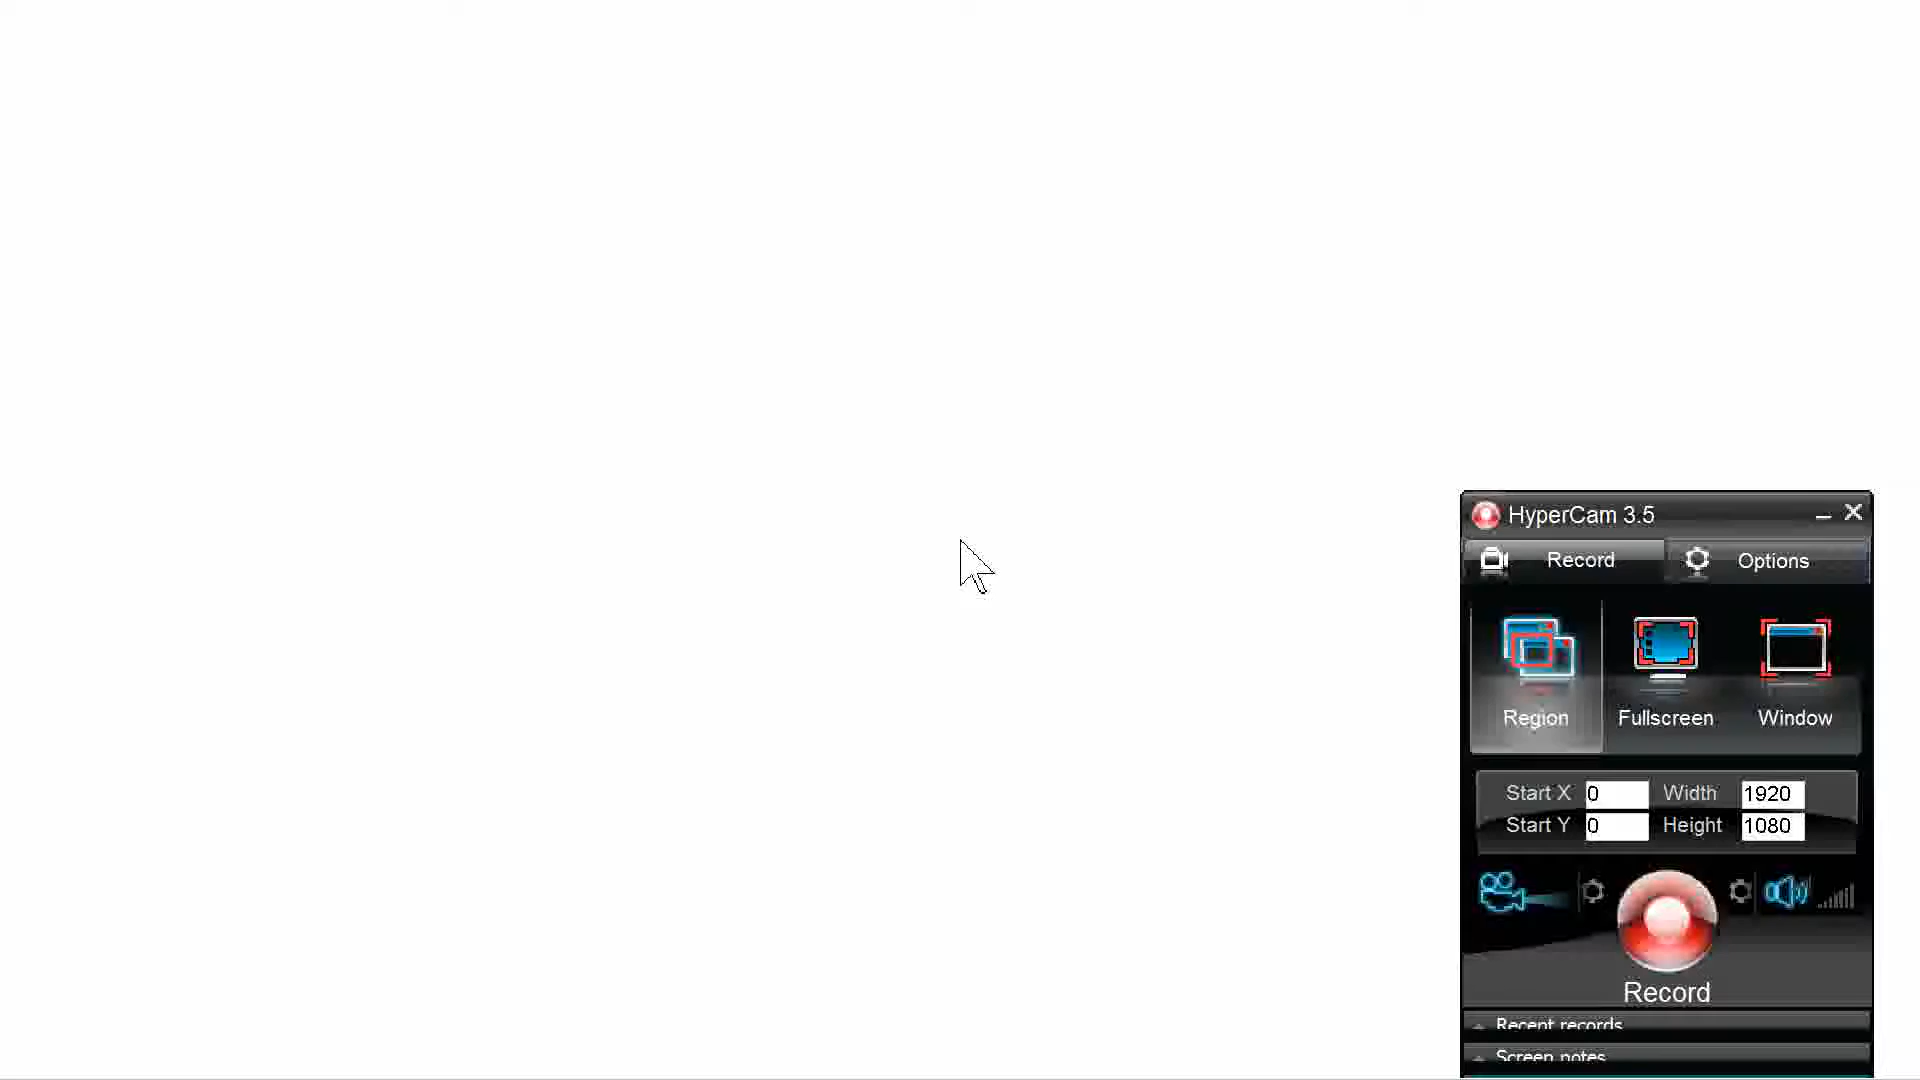 HyperCam 3.5
Record Options
Region Fullscreen Window
Start X 0 Width 1920
Start Y 0 Height 1080
Record
Recent records
Screen notes